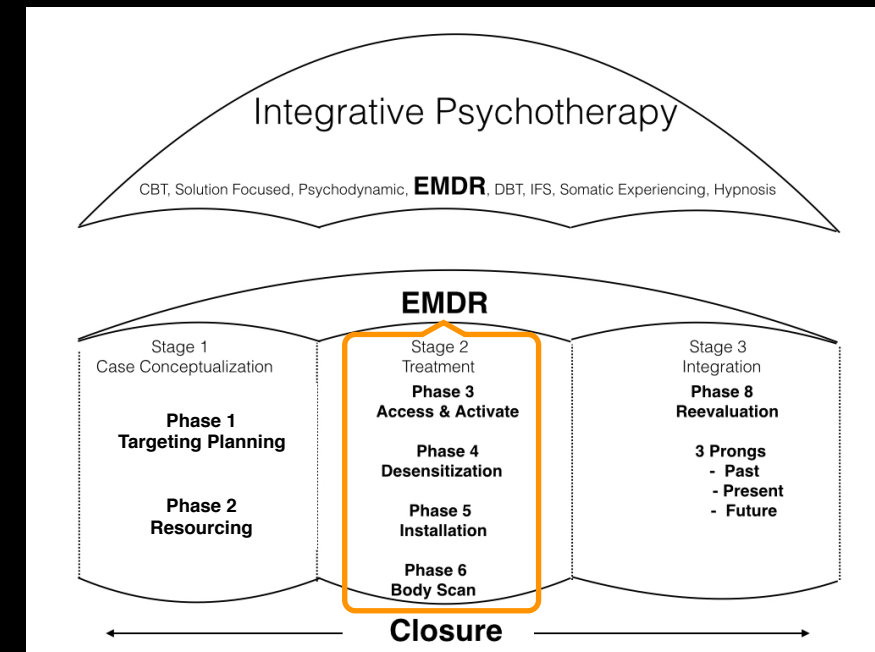 Integrative Psychotherapy
CBT, Solution Focused, Psychodynamic, EMDR, DBT, IFS, Somatic Experiencing, Hypnosis
EMDR
Stage 1
Case Conceptualization
Phase 1
Targeting Planning
Phase 2
Resourcing
Stage 2
Treatment
Phase 3
Access & Activate
Phase 4
Desensitization
Phase 5
Installation
Phase 6
Body Scan
Stage 3
Integration
Phase 8
Reevaluation
3 Prongs
- Past
- Present
- Future
Closure